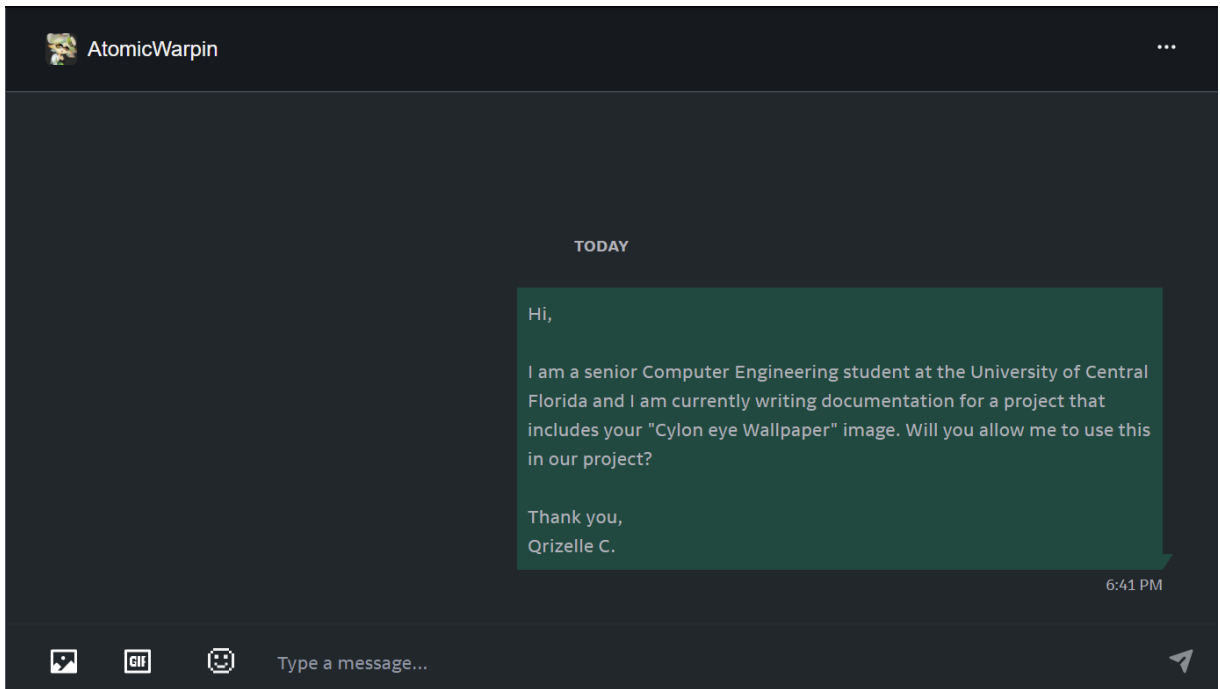 AtomicWarpin
TODAY
Hi,
I am a senior Computer Engineering student at the University of Central
Florida and I am currently writing documentation for a project that
includes your "Cylon eye Wallpaper" image. Will you allow me to use this
in our project?
Thank you,
Qrizelle C.
6:41 PM
GIF
Type a message...